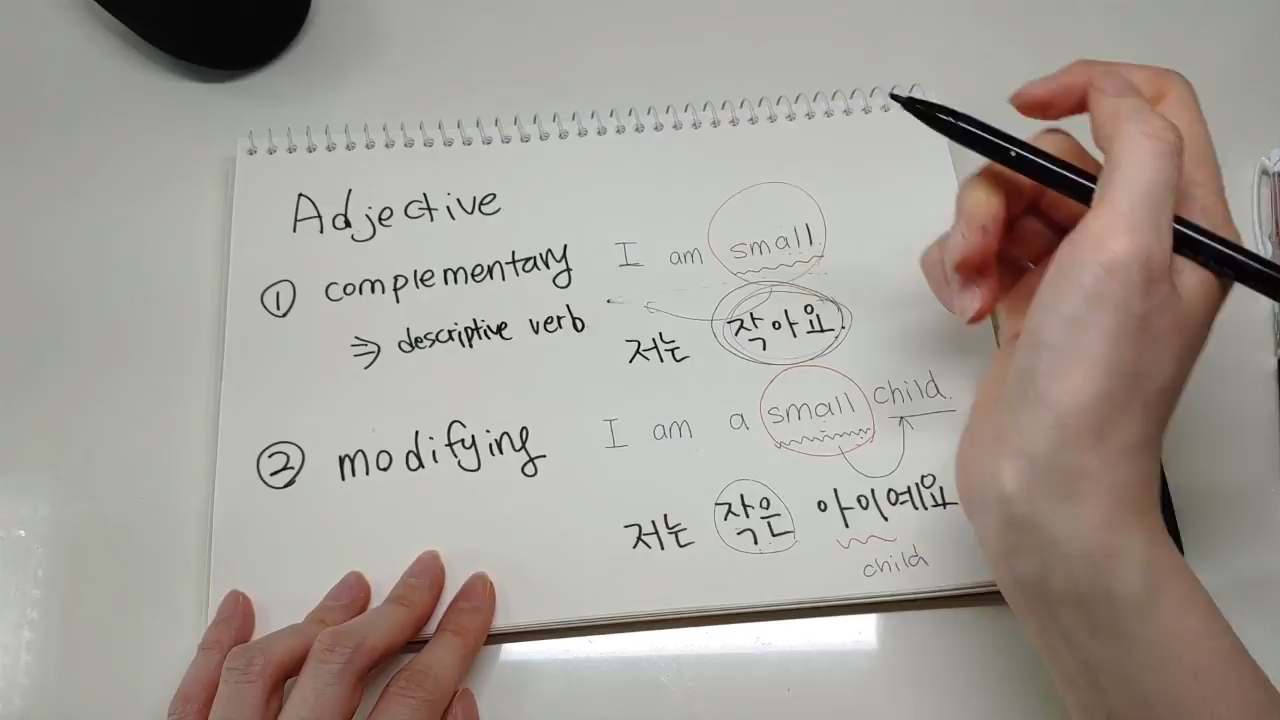 Adjective
① complementary I am small.
⇒ descriptive verb 저는 작아요.
② modifying I am a small child.
저는 작은 아이예요
child